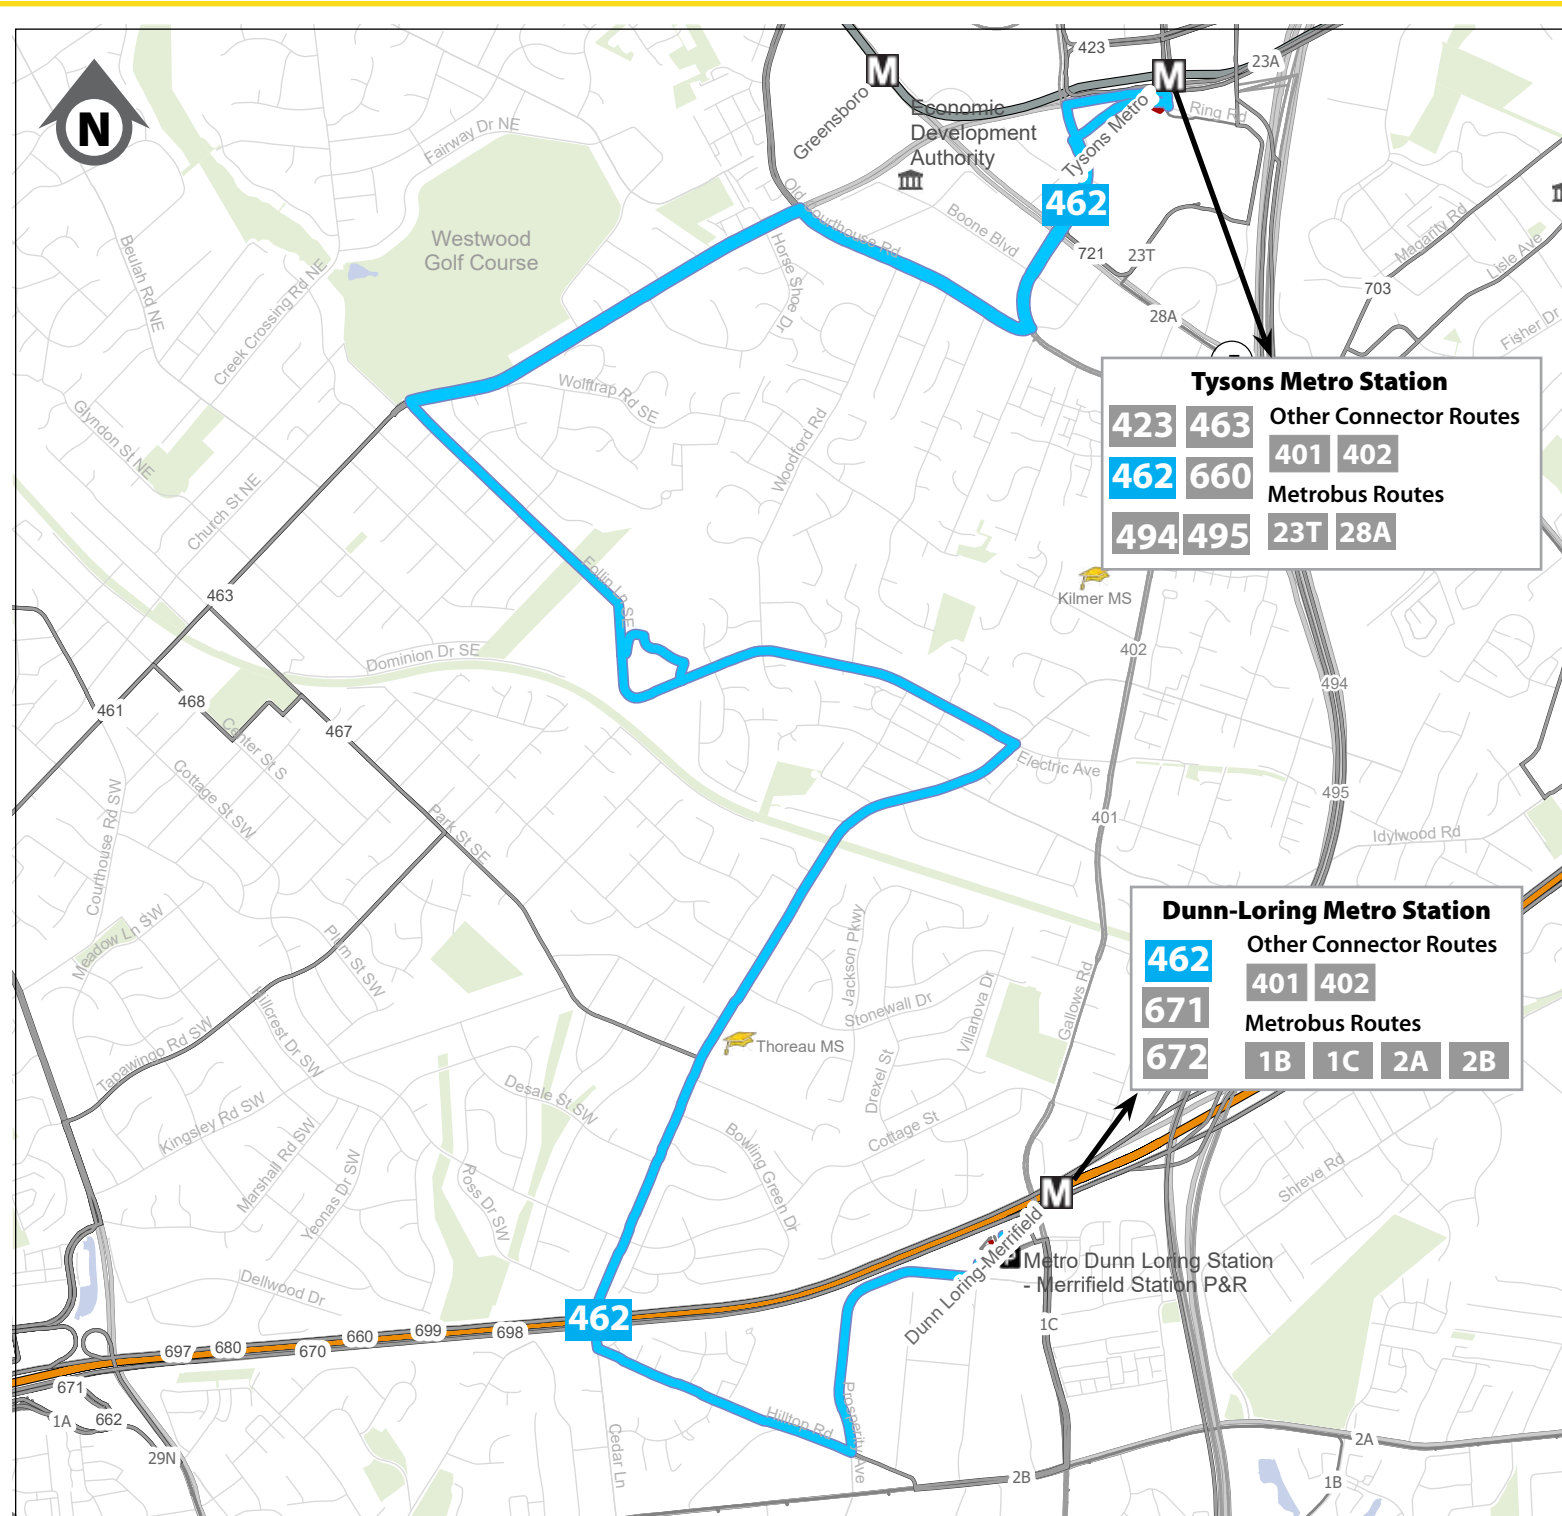 N
M
M
423
23A
Greensboro
Economic
Development
Authority
Tysons Metro
Ring Rd
Fairway Dr NE
462
Old Courthouse Rd
Boone Blvd
721
23T
Magarity Rd
Lisle Ave
Westwood
Golf Course
Beulah Rd NE
Creek Crossing Rd NE
Horse Shoe Dr
703
28A
Fisher Dr
Tysons Metro Station
423 463
462 660
494 495
Other Connector Routes
401 402
Metrobus Routes
23T 28A
Wolftrap Rd SE
Glyndon St NE
Woodford Rd
Church St NE
Follin Ln SE
Kilmer MS
463
Dominion Dr SE
402
494
461
468
467
Center St S
Electric Ave
Cottage St SW
495
401
Courthouse Rd SW
Park St SE
Idylwood Rd
Dunn-Loring Metro Station
462
671
672
Other Connector Routes
401 402
Metrobus Routes
1B 1C 2A 2B
Meadow Ln SW
Plum St SW
Jackson Pkwy
Stonewall Dr
Villanova Dr
Gallows Rd
Hillcrest Dr SW
Tapawingo Rd SW
Thoreau MS
Drexel St
Desale St SW
Kingsley Rd SW
Marshall Rd SW
Yeonas Dr SW
Ross Dr SW
Bowling Green Dr
Cottage St
Shreve Rd
M
Dunn Loring-Merrifield
Metro Dunn Loring Station
- Merrifield Station P&R
Dellwood Dr
462
697
680
670
660
699
698
1C
671
1A
662
29N
Cedar Ln
Hilltop Rd
Prosperity Ave
2B
2A
1B